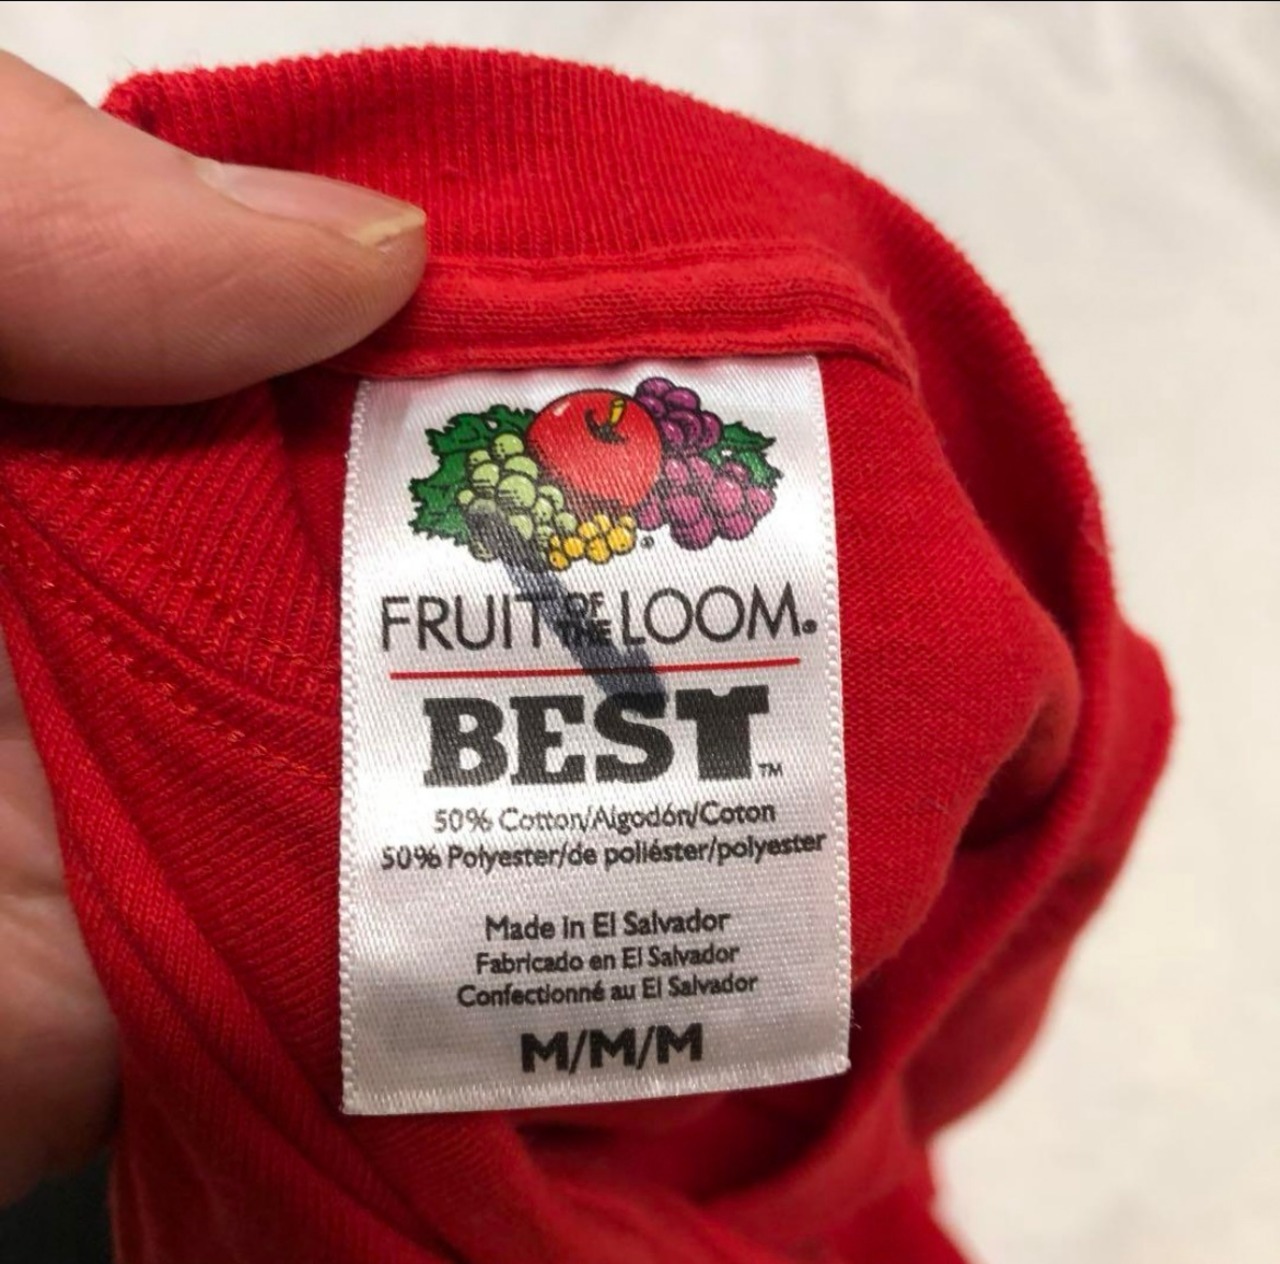 FRUIT OF THE LOOM®
BEST™
50% Cotton/Algodón/Coton
50% Polyester/de poliéster/polyester
Made in El Salvador
Fabricado en El Salvador
Confectionné au El Salvador
M/M/M